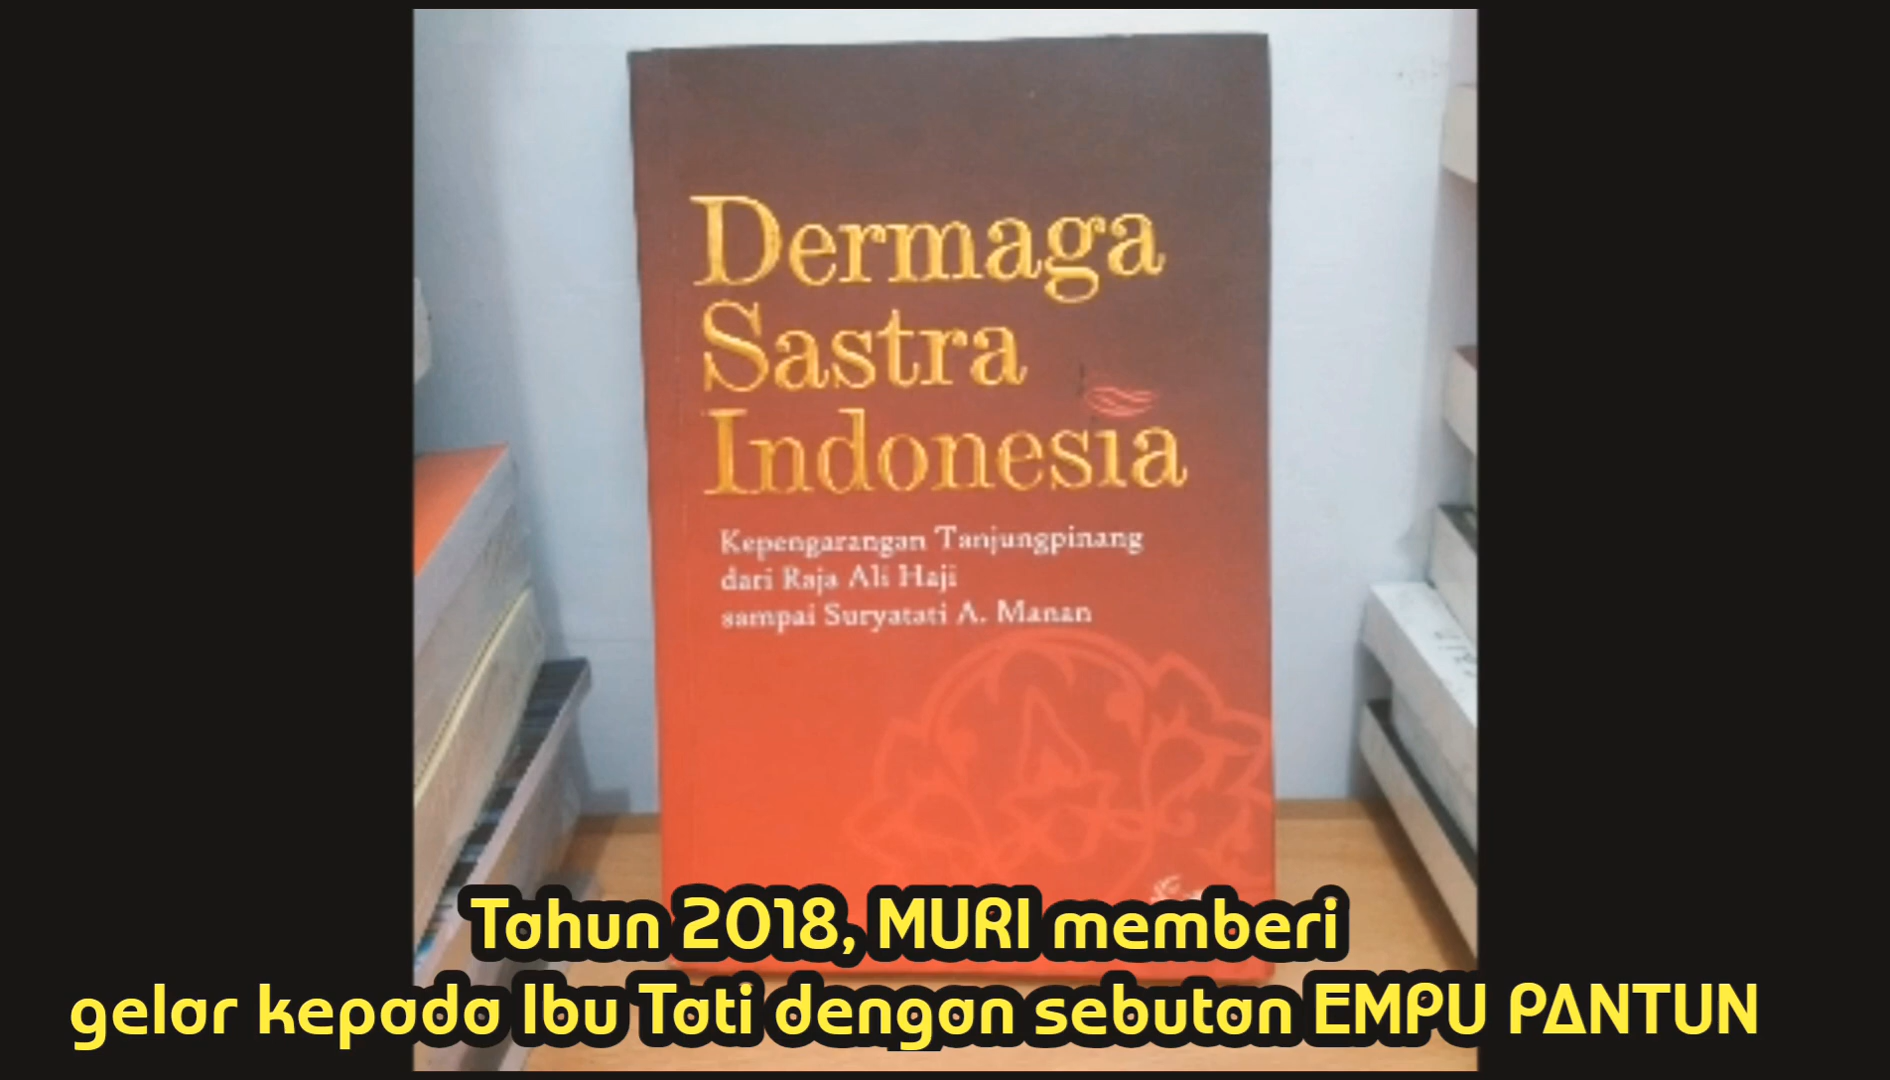 Dermaga
Sastra
Indonesia
Kepengarangan Tanjungpinang
dari Raja Ali Haji
sampai Suryatati A. Manan
Tahun 2018, MURI memberi
gelar kepada Ibu Tati dengan sebutan EMPU PANTUN